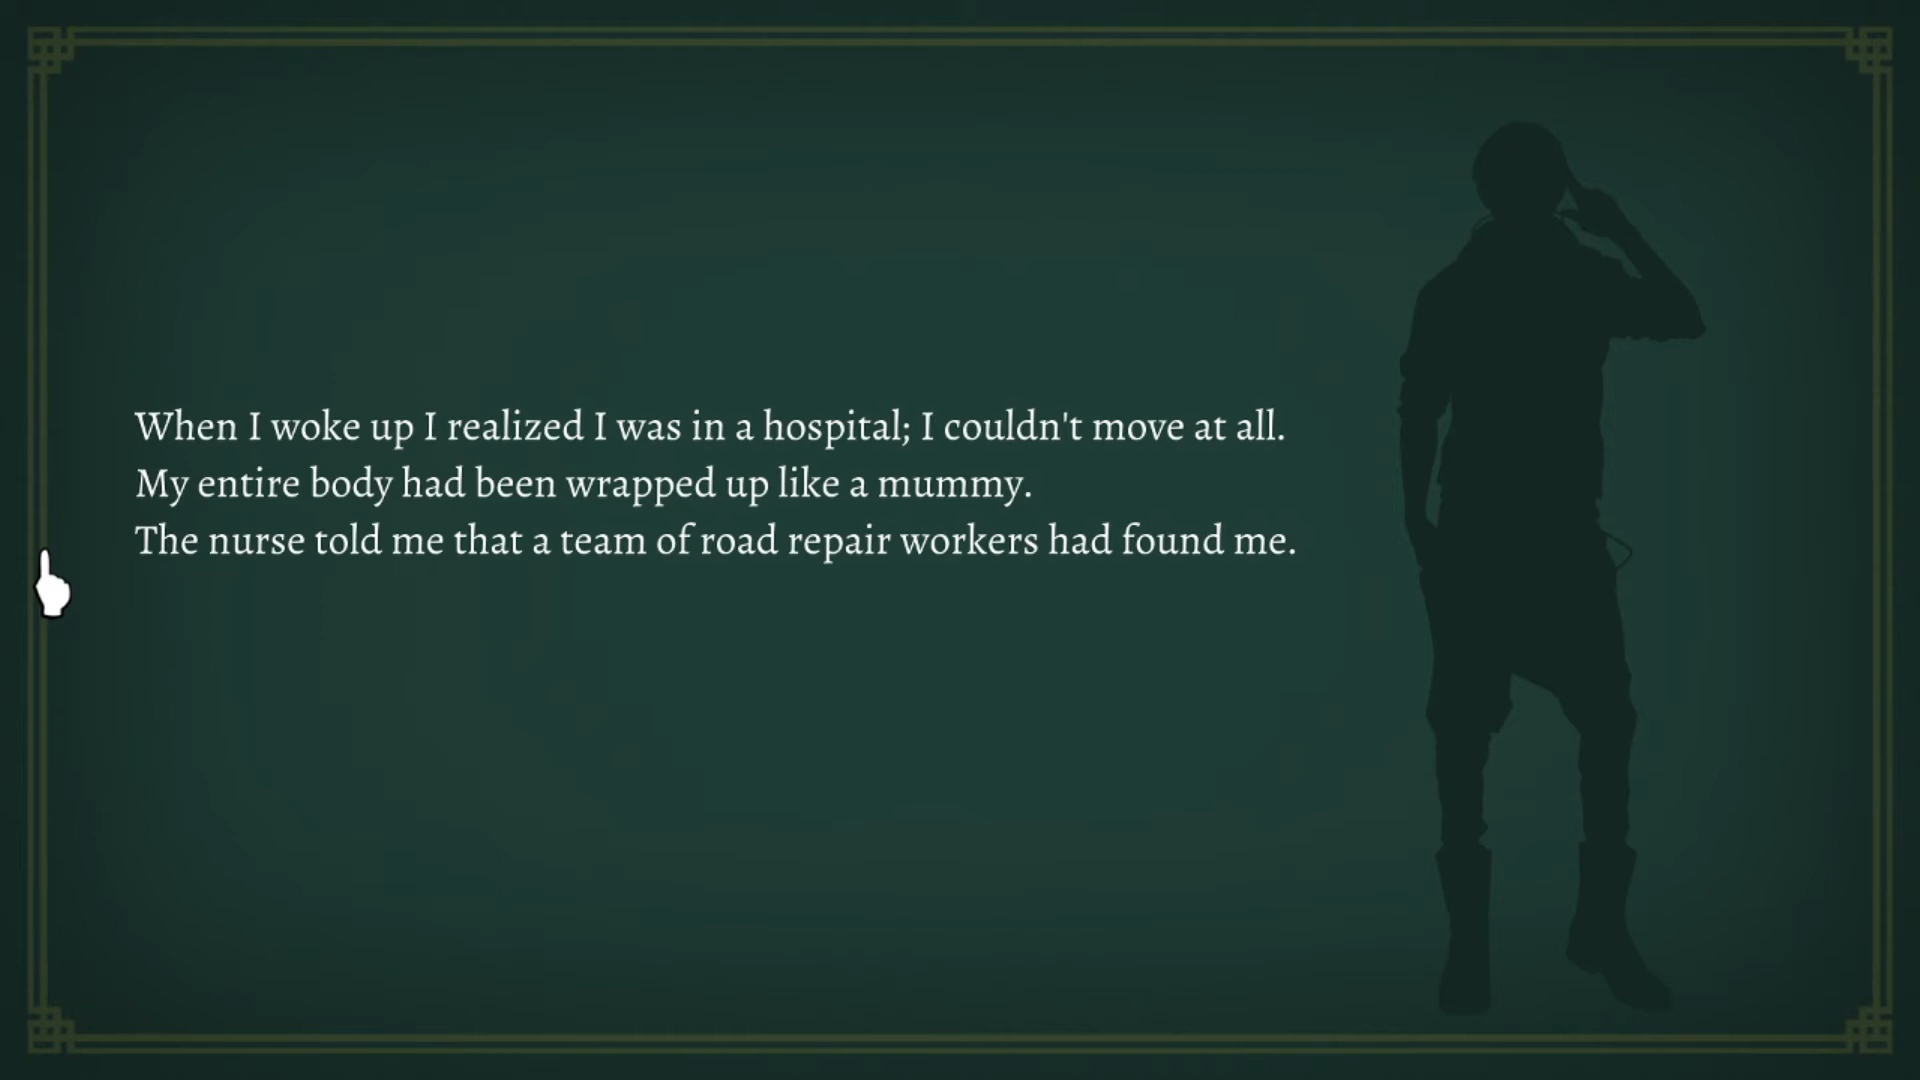 When I woke up I realized I was in a hospital; I couldn't move at all.
My entire body had been wrapped up like a mummy.
The nurse told me that a team of road repair workers had found me.